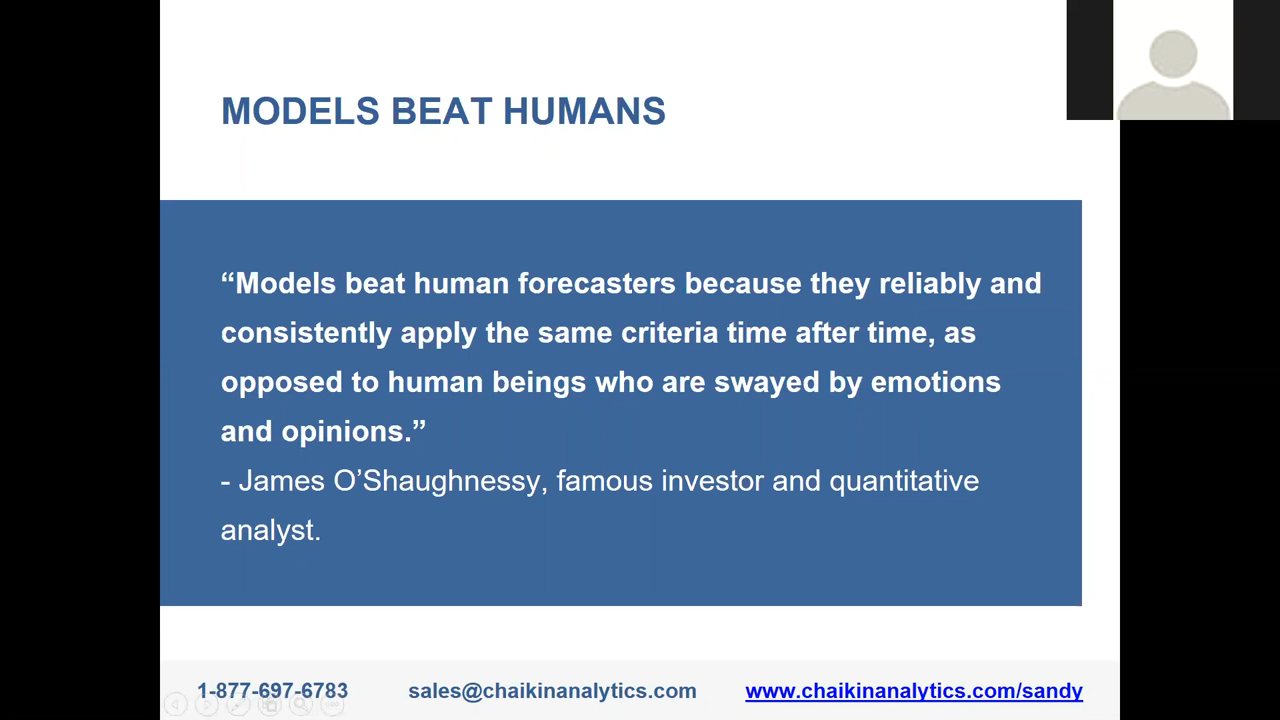 MODELS BEAT HUMANS
“Models beat human forecasters because they reliably and
consistently apply the same criteria time after time, as
opposed to human beings who are swayed by emotions
and opinions.”
- James O’Shaughnessy, famous investor and quantitative
analyst.
1-877-697-6783 sales@chaikinanalytics.com www.chaikinanalytics.com/sandy